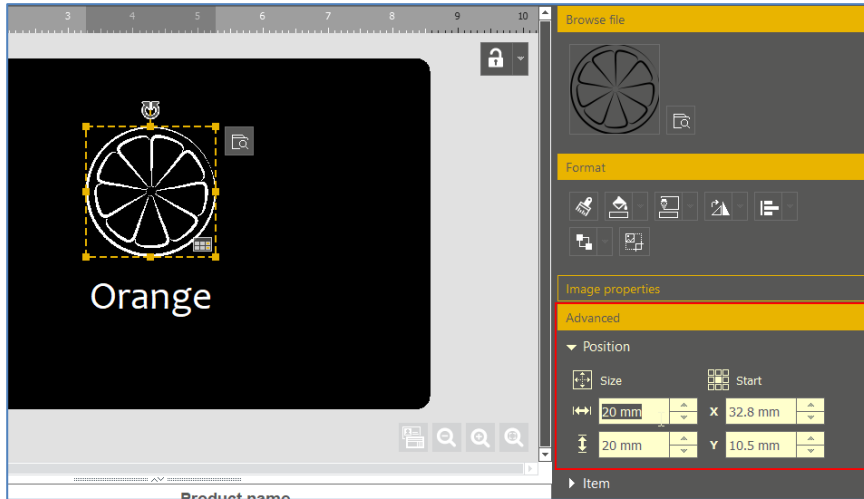 3 4 5 6 7 8 9 10
Browse file
Format
Orange
Image properties
Advanced
Position
Size Start
20 mm X 32.8 mm
20 mm Y 10.5 mm
Item
Product name